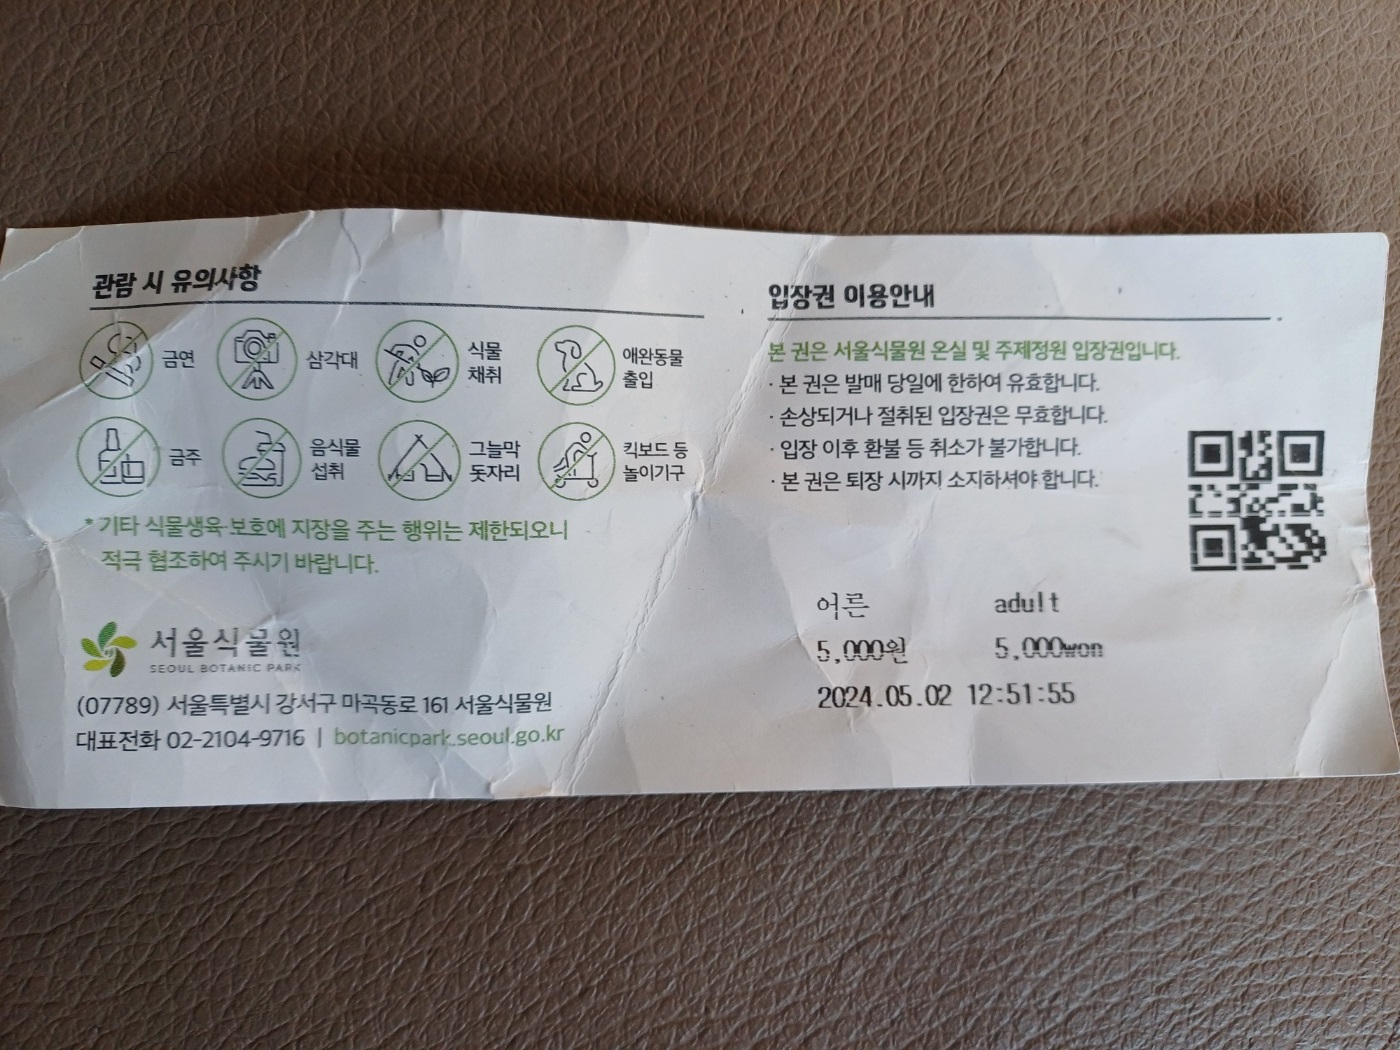 관람 시 유의사항
금연
삼각대
식물
채취
애완동물
출입
금주
음식물
섭취
그늘막
돗자리
킥보드 등
놀이기구
* 기타 식물생육·보호에 지장을 주는 행위는 제한되오니
적극 협조하여 주시기 바랍니다.
서울식물원
SEOUL BOTANIC PARK
(07789) 서울특별시 강서구 마곡동로 161 서울식물원
대표전화 02-2104-9716 | botanicpark.seoul.go.kr
입장권 이용안내
본 권은 서울식물원 온실 및 주제정원 입장권입니다.
· 본 권은 발매 당일에 한하여 유효합니다.
· 손상되거나 절취된 입장권은 무효합니다.
· 입장 이후 환불 등 취소가 불가합니다.
· 본 권은 퇴장 시까지 소지하셔야 합니다.
어른 adult
5,000원 5,000won
2024.05.02 12:51:55